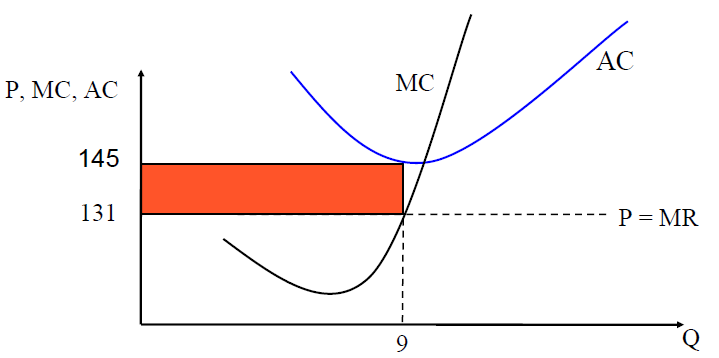 MC
AC
P, MC, AC
145
131
P = MR
9
Q